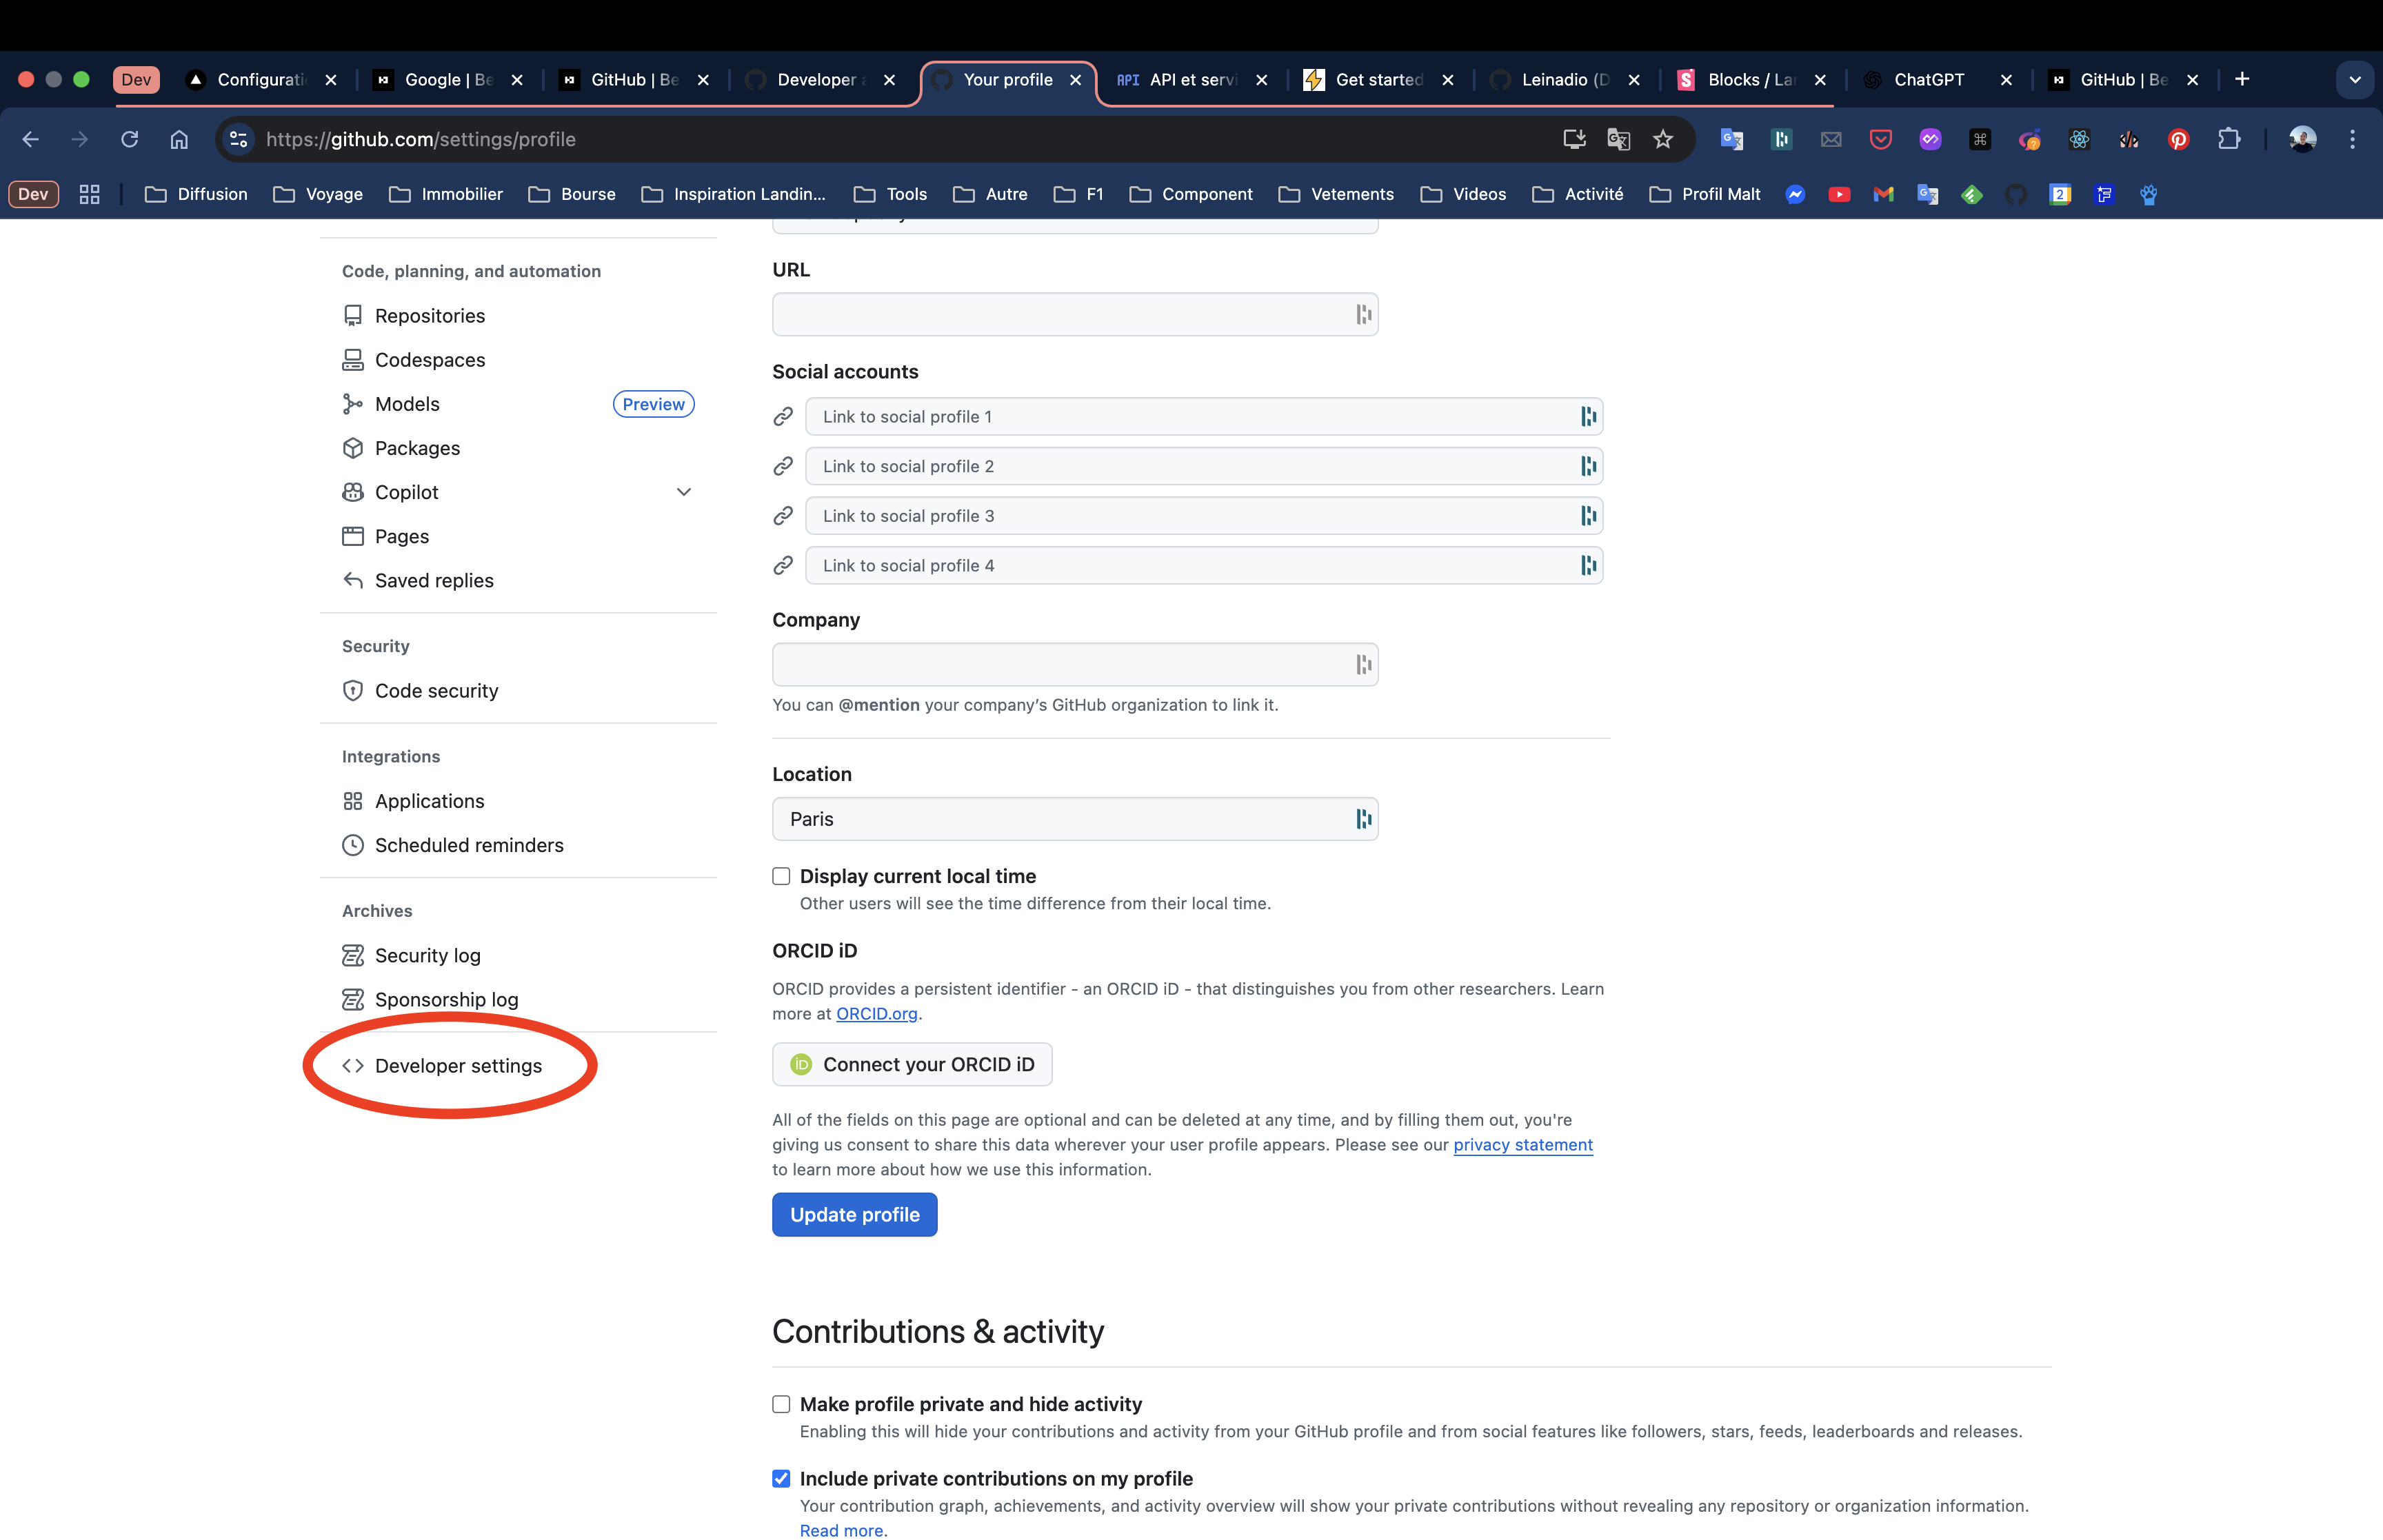 Dev
Configurati
Google | Be
GitHub | Be
Developer a
Your profile
API API et servi
Get started
Leinadio (D
Blocks / Lan
ChatGPT
GitHub | Be
https://github.com/settings/profile
Dev
Diffusion
Voyage
Immobilier
Bourse
Inspiration Landin...
Tools
Autre
F1
Component
Vetements
Videos
Activité
Profil Malt
Code, planning, and automation
Repositories
Codespaces
Models
Preview
Packages
Copilot
Pages
Saved replies
Security
Code security
Integrations
Applications
Scheduled reminders
Archives
Security log
Sponsorship log
Developer settings
URL
Social accounts
Link to social profile 1
Link to social profile 2
Link to social profile 3
Link to social profile 4
Company
You can @mention your company’s GitHub organization to link it.
Location
Paris
Display current local time
Other users will see the time difference from their local time.
ORCID iD
ORCID provides a persistent identifier - an ORCID iD - that distinguishes you from other researchers. Learn
more at ORCID.org.
iD Connect your ORCID iD
All of the fields on this page are optional and can be deleted at any time, and by filling them out, you're
giving us consent to share this data wherever your user profile appears. Please see our privacy statement
to learn more about how we use this information.
Update profile
Contributions & activity
Make profile private and hide activity
Enabling this will hide your contributions and activity from your GitHub profile and from social features like followers, stars, feeds, leaderboards and releases.
Include private contributions on my profile
Your contribution graph, achievements, and activity overview will show your private contributions without revealing any repository or organization information.
Read more.